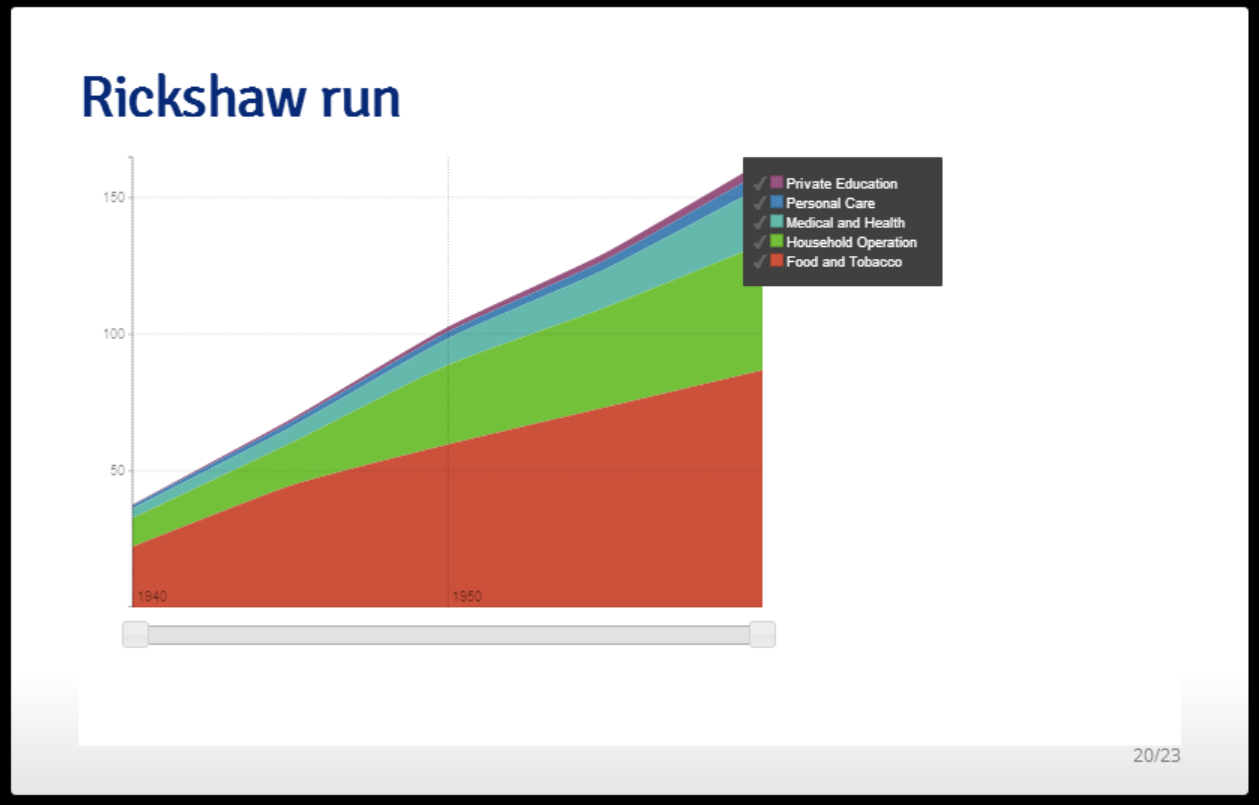 Rickshaw run
150
100
50
1940
1950
Private Education
Personal Care
Medical and Health
Household Operation
Food and Tobacco
20/23